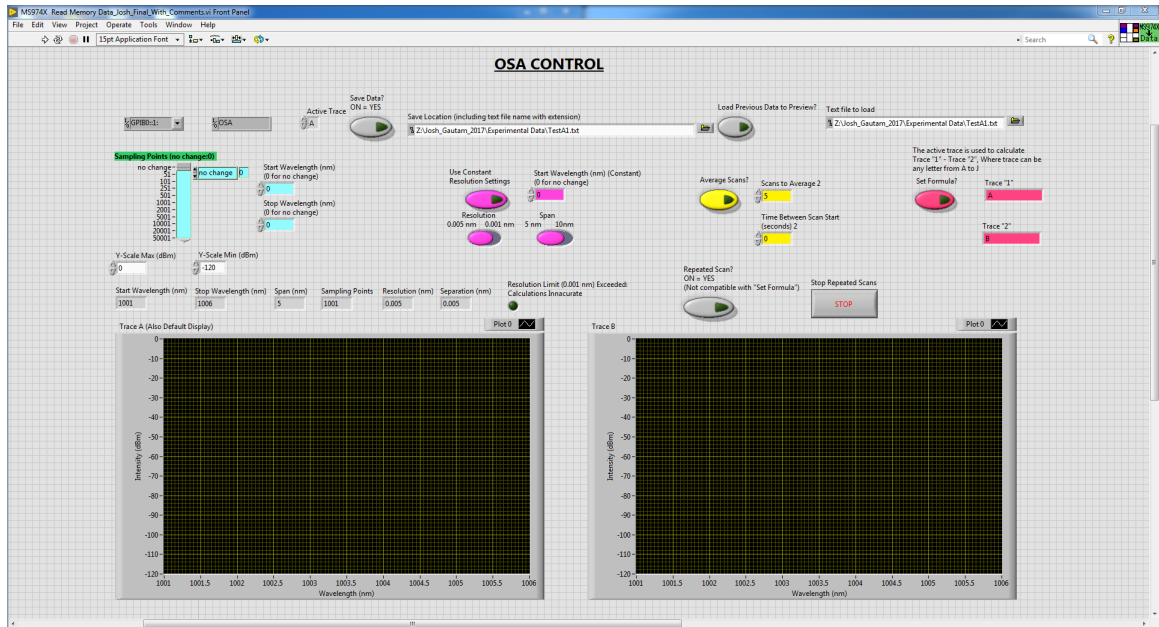 MS974X Read Memory Data_Josh_Final_With_Comments.vi Front Panel
File Edit View Project Operate Tools Window Help
15pt Application Font
Search
MS974X
Data
OSA CONTROL
GPIB0::1:
OSA
Active Trace
A
Save Data?
ON = YES
Save Location (including text file name with extension)
Z:\Josh_Gautam_2017\Experimental Data\TestA1.txt
Load Previous Data to Preview?
Text file to load
Z:\Josh_Gautam_2017\Experimental Data\TestA1.txt
Sampling Points (no change:0)
no change
51
101
251
501
1001
2001
5001
10001
20001
50001
no change 0
Start Wavelength (nm)
(0 for no change)
0
Stop Wavelength (nm)
(0 for no change)
0
Use Constant
Resolution Settings
Start Wavelength (nm) (Constant)
(0 for no change)
0
Resolution
0.005 nm 0.001 nm
Span
5 nm 10nm
Average Scans?
Scans to Average 2
5
Time Between Scan Start
(seconds) 2
0
The active trace is used to calculate
Trace "1" - Trace "2", Where trace can be
any letter from A to J
Set Formula?
Trace "1"
A
Trace "2"
B
Y-Scale Max (dBm)
0
Y-Scale Min (dBm)
-120
Start Wavelength (nm)
1001
Stop Wavelength (nm)
1006
Span (nm)
5
Sampling Points
1001
Resolution (nm)
0.005
Separation (nm)
0.005
Resolution Limit (0.001 nm) Exceeded:
Calculations Innacurate
Repeated Scan?
ON = YES
(Not compatible with "Set Formula")
Stop Repeated Scans
STOP
Trace A (Also Default Display)
Plot 0
0
-10
-20
-30
-40
-50
-60
-70
-80
-90
-100
-110
-120
Intensity (dBm)
1001 1001.5 1002 1002.5 1003 1003.5 1004 1004.5 1005 1005.5 1006
Wavelength (nm)
Trace B
Plot 0
0
-10
-20
-30
-40
-50
-60
-70
-80
-90
-100
-110
-120
Intensity (dBm)
1001 1001.5 1002 1002.5 1003 1003.5 1004 1004.5 1005 1005.5 1006
Wavelength (nm)